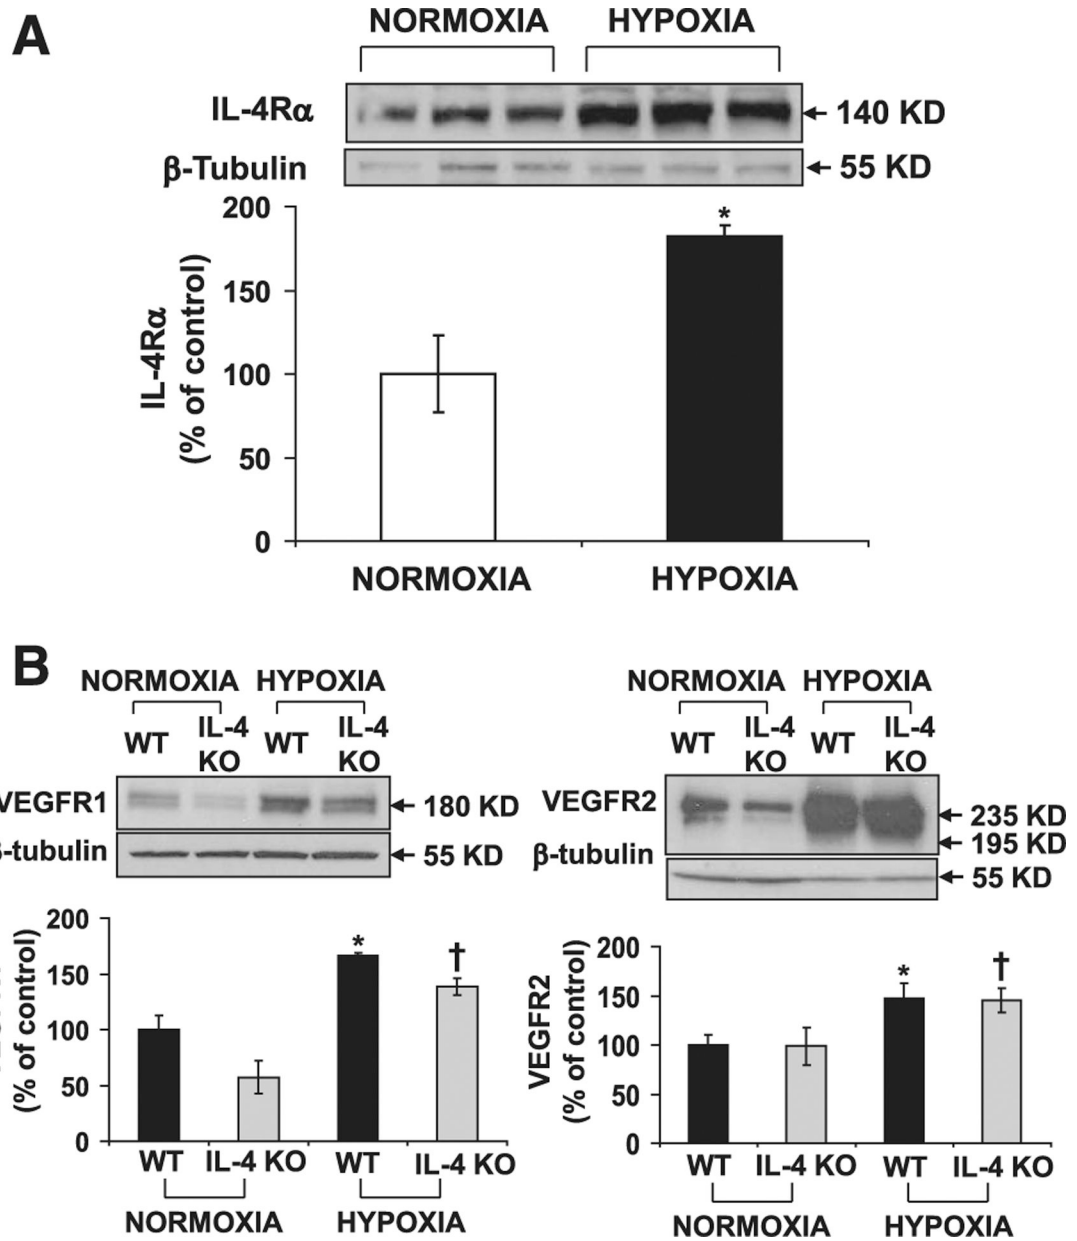 A
NORMOXIA HYPOXIA
IL-4Rα
140 KD
β-Tubulin
55 KD
IL-4Rα
(% of control)
200
*
150
100
50
0
NORMOXIA HYPOXIA
B
NORMOXIA HYPOXIA
WT IL-4 KO WT IL-4 KO
VEGFR1
180 KD
β-tubulin
55 KD
(% of control)
200
150
100
50
0
* †
WT IL-4 KO WT IL-4 KO
NORMOXIA HYPOXIA
NORMOXIA HYPOXIA
WT IL-4 KO WT IL-4 KO
VEGFR2
235 KD
195 KD
β-tubulin
55 KD
VEGFR2
(% of control)
200
150
100
50
0
* †
WT IL-4 KO WT IL-4 KO
NORMOXIA HYPOXIA